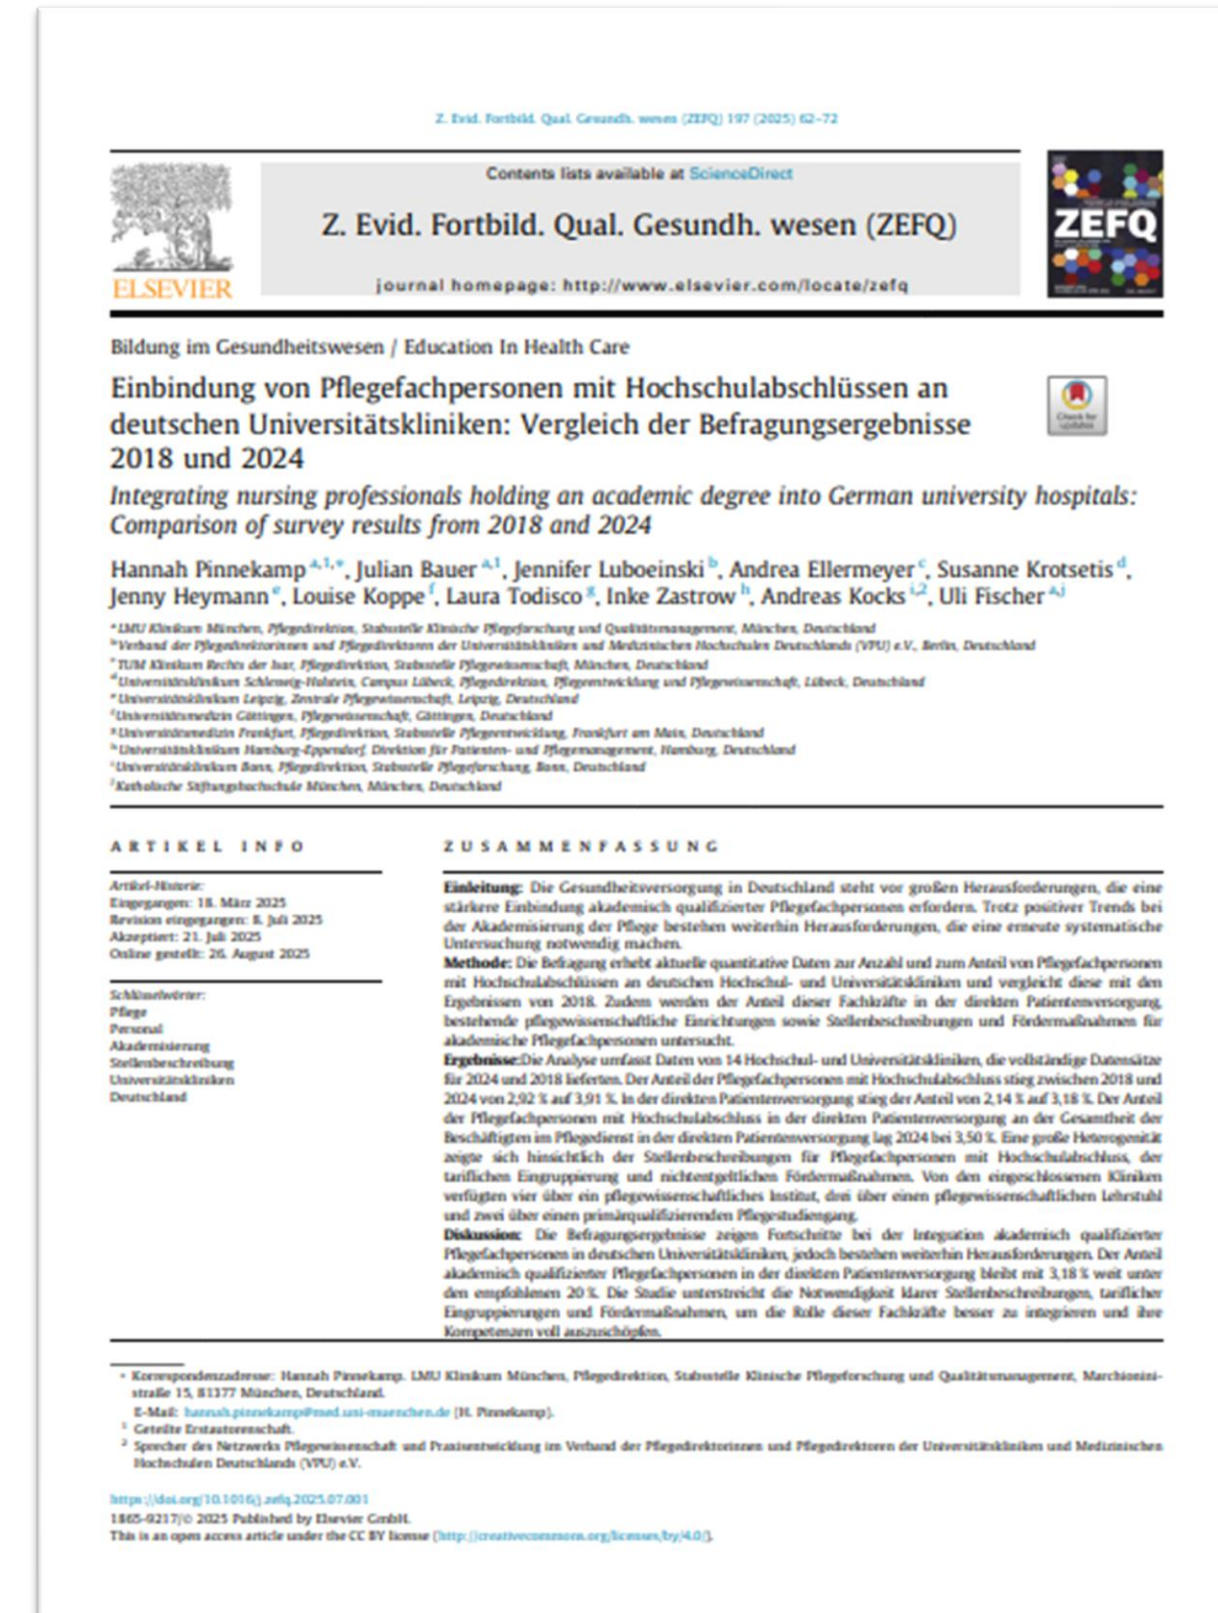 Z. Evid. Fortbild. Qual. Gesundh. wesen (ZEFQ) 197 (2025) 62–72
Contents lists available at ScienceDirect
Z. Evid. Fortbild. Qual. Gesundh. wesen (ZEFQ)
journal homepage: http://www.elsevier.com/locate/zefq
ELSEVIER
ZEFQ
Bildung im Gesundheitswesen / Education In Health Care
Einbindung von Pflegefachpersonen mit Hochschulabschlüssen an
deutschen Universitätskliniken: Vergleich der Befragungsergebnisse
2018 und 2024
Check for
updates
Integrating nursing professionals holding an academic degree into German university hospitals:
Comparison of survey results from 2018 and 2024
Hannah Pinnekamp a,1,*, Julian Bauer a,1, Jennifer Luboeinski b, Andrea Ellermeyer c, Susanne Krotsetis d,
Jenny Heymann e, Louise Koppe f, Laura Todisco g, Inke Zastrow h, Andreas Kocks i,2, Uli Fischer a,j
a LMU Klinikum München, Pflegedirektion, Stabsstelle Klinische Pflegeforschung und Qualitätsmanagement, München, Deutschland
b Verband der Pflegedirektorinnen und Pflegedirektoren der Universitätskliniken und Medizinischen Hochschulen Deutschlands (VPU) e.V., Berlin, Deutschland
c TUM Klinikum Rechts der Isar, Pflegedirektion, Stabsstelle Pflegewissenschaft, München, Deutschland
d Universitätsklinikum Schleswig-Holstein, Campus Lübeck, Pflegedirektion, Pflegeentwicklung und Pflegewissenschaft, Lübeck, Deutschland
e Universitätsklinikum Leipzig, Zentrale Pflegewissenschaft, Leipzig, Deutschland
f Universitätsmedizin Göttingen, Pflegewissenschaft, Göttingen, Deutschland
g Universitätsmedizin Frankfurt, Pflegedirektion, Stabsstelle Pflegeentwicklung, Frankfurt am Main, Deutschland
h Universitätsklinikum Hamburg-Eppendorf, Direktion für Patienten- und Pflegemanagement, Hamburg, Deutschland
i Universitätsklinikum Bonn, Pflegedirektion, Stabsstelle Pflegeforschung, Bonn, Deutschland
j Katholische Stiftungshochschule München, München, Deutschland
ARTIKEL INFO
Artikel-Historie:
Eingegangen: 18. März 2025
Revision eingegangen: 8. Juli 2025
Akzeptiert: 21. Juli 2025
Online gestellt: 26. August 2025
Schlüsselwörter:
Pflege
Personal
Akademisierung
Stellenbeschreibung
Universitätskliniken
Deutschland
ZUSAMMENFASSUNG
Einleitung: Die Gesundheitsversorgung in Deutschland steht vor großen Herausforderungen, die eine
stärkere Einbindung akademisch qualifizierter Pflegefachpersonen erfordern. Trotz positiver Trends bei
der Akademisierung der Pflege bestehen weiterhin Herausforderungen, die eine erneute systematische
Untersuchung notwendig machen.
Methode: Die Befragung erhebt aktuelle quantitative Daten zur Anzahl und zum Anteil von Pflegefachpersonen
mit Hochschulabschlüssen an deutschen Hochschul- und Universitätskliniken und vergleicht diese mit den
Ergebnissen von 2018. Zudem werden der Anteil dieser Fachkräfte in der direkten Patientenversorgung,
bestehende pflegewissenschaftliche Einrichtungen sowie Stellenbeschreibungen und Fördermaßnahmen für
akademische Pflegefachpersonen untersucht.
Ergebnisse:Die Analyse umfasst Daten von 14 Hochschul- und Universitätskliniken, die vollständige Datensätze
für 2024 und 2018 lieferten. Der Anteil der Pflegefachpersonen mit Hochschulabschluss stieg zwischen 2018 und
2024 von 2,92 % auf 3,91 %. In der direkten Patientenversorgung stieg der Anteil von 2,14 % auf 3,18 %. Der Anteil
der Pflegefachpersonen mit Hochschulabschluss in der direkten Patientenversorgung an der Gesamtheit der
Beschäftigten im Pflegedienst in der direkten Patientenversorgung lag 2024 bei 3,50 %. Eine große Heterogenität
zeigte sich hinsichtlich der Stellenbeschreibungen für Pflegefachpersonen mit Hochschulabschluss, der
tariflichen Eingruppierung und nichtentgeltlichen Fördermaßnahmen. Von den eingeschlossenen Kliniken
verfügten vier über ein pflegewissenschaftliches Institut, drei über einen pflegewissenschaftlichen Lehrstuhl
und zwei über einen primärqualifizierenden Pflegestudiengang.
Diskussion: Die Befragungsergebnisse zeigen Fortschritte bei der Integration akademisch qualifizierter
Pflegefachpersonen in deutschen Universitätskliniken, jedoch bestehen weiterhin Herausforderungen. Der Anteil
akademisch qualifizierter Pflegefachpersonen in der direkten Patientenversorgung bleibt mit 3,18 % weit unter
den empfohlenen 20 %. Die Studie unterstreicht die Notwendigkeit klarer Stellenbeschreibungen, tariflicher
Eingruppierungen und Fördermaßnahmen, um die Rolle dieser Fachkräfte besser zu integrieren und ihre
Kompetenzen voll auszuschöpfen.
* Korrespondenzadresse: Hannah Pinnekamp. LMU Klinikum München, Pflegedirektion, Stabsstelle Klinische Pflegeforschung und Qualitätsmanagement, Marchionini-
straße 15, 81377 München, Deutschland.
E-Mail: hannah.pinnekamp@med.uni-muenchen.de (H. Pinnekamp).
1 Geteilte Erstautorenschaft.
2 Sprecher des Netzwerks Pflegewissenschaft und Praxisentwicklung im Verband der Pflegedirektorinnen und Pflegedirektoren der Universitätskliniken und Medizinischen
Hochschulen Deutschlands (VPU) e.V.
https://doi.org/10.1016/j.zefq.2025.07.001
1865-9217/© 2025 Published by Elsevier GmbH.
This is an open access article under the CC BY license (http://creativecommons.org/licenses/by/4.0/).